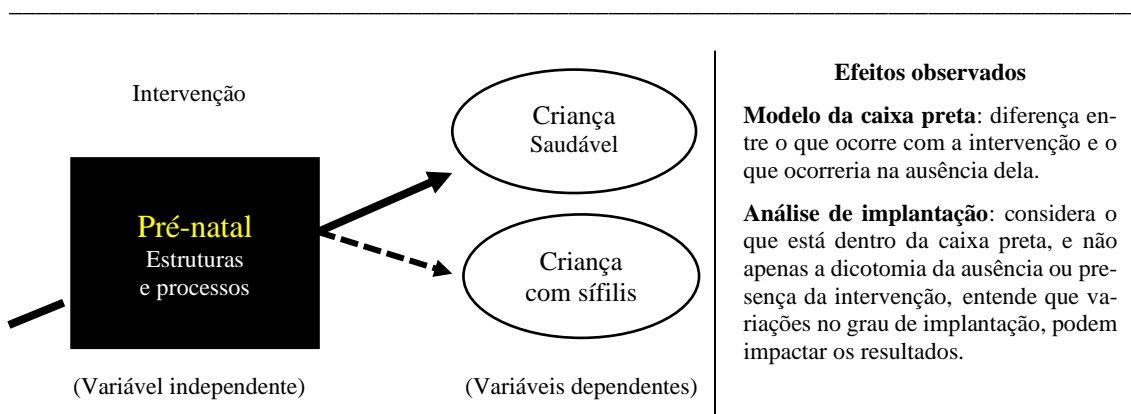 Intervenção
Pré-natal
Estruturas
e processos
(Variável independente)
Criança
Saudável
Criança
com sífilis
(Variáveis dependentes)
Efeitos observados
Modelo da caixa preta: diferença en-
tre o que ocorre com a intervenção e o
que ocorreria na ausência dela.
Análise de implantação: considera o
que está dentro da caixa preta, e não
apenas a dicotomia da ausência ou pre-
sença da intervenção, entende que va-
riações no grau de implantação, podem
impactar os resultados.